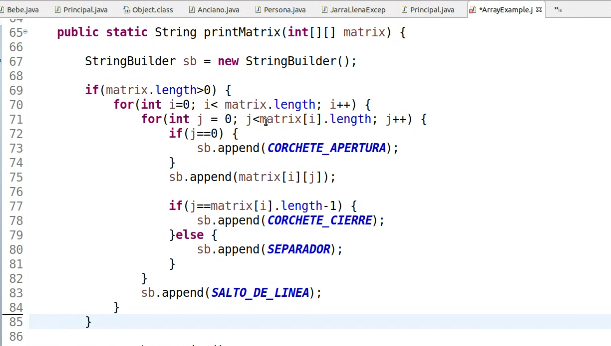 Bebe.java Principal.java Object.class Anciano.java Persona.java JarraLlenaExcep Principal.java *ArrayExample.j
65 public static String printMatrix(int[][] matrix) {
66
67 StringBuilder sb = new StringBuilder();
68
69 if(matrix.length>0) {
70 for(int i=0; i< matrix.length; i++) {
71 for(int j = 0; j<matrix[i].length; j++) {
72 if(j==0) {
73 sb.append(CORCHETE_APERTURA);
74 }
75 sb.append(matrix[i][j]);
76
77 if(j==matrix[i].length-1) {
78 sb.append(CORCHETE_CIERRE);
79 }else {
80 sb.append(SEPARADOR);
81 }
82 }
83 sb.append(SALTO_DE_LINEA);
84 }
85 }
86